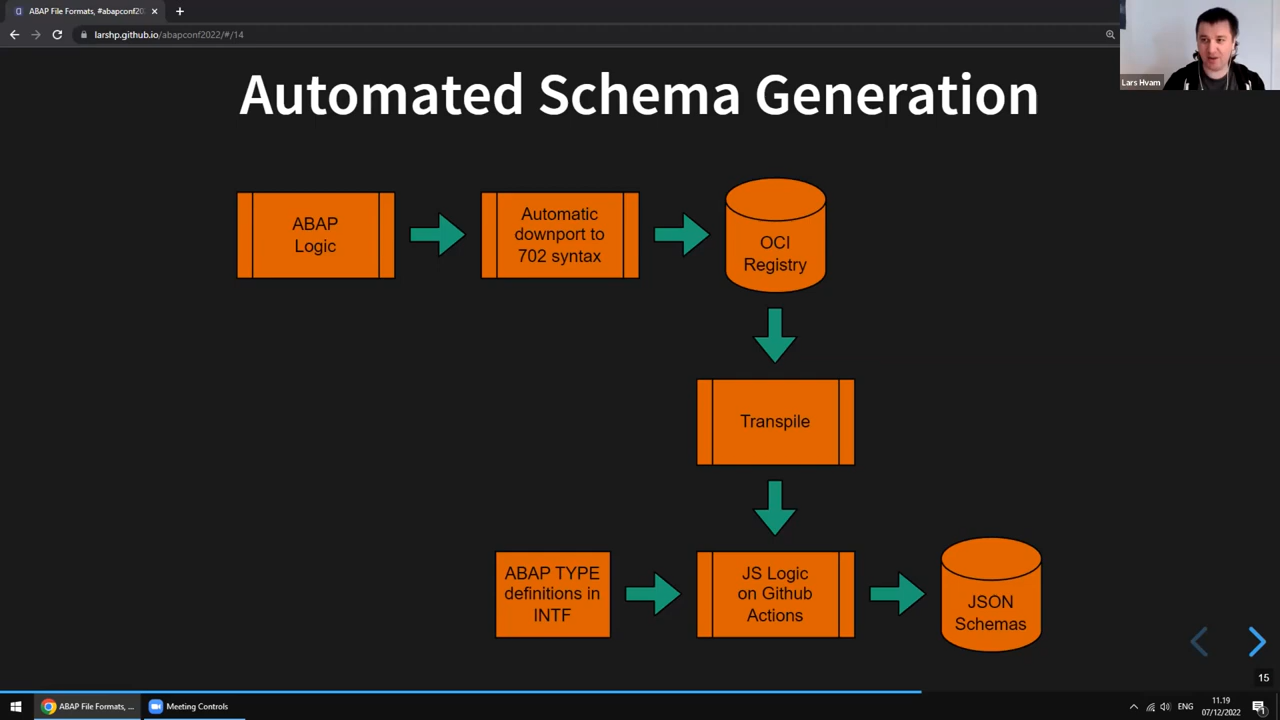 ABAP File Formats, #abapconf202
larshp.github.io/abapconf2022/#/14
Lars Hvam
Automated Schema Generation
ABAP
Logic
Automatic
downport to
702 syntax
OCI
Registry
Transpile
ABAP TYPE
definitions in
INTF
JS Logic
on Github
Actions
JSON
Schemas
15
ABAP File Formats, ...
Meeting Controls
ENG
11.19
07/12/2022
1